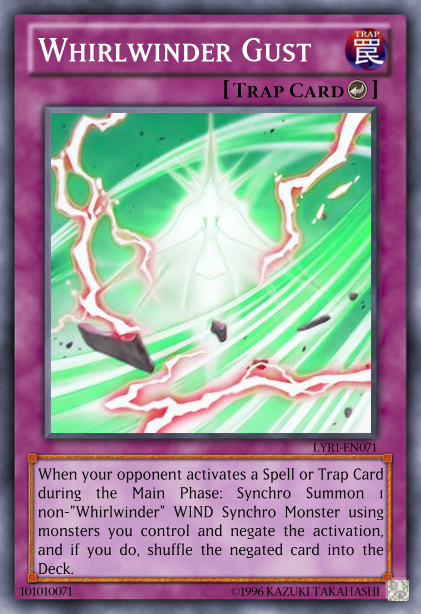 WHIRLWINDER GUST
TRAP
罠
[TRAP CARD]
LYR1-EN071
When your opponent activates a Spell or Trap Card
during the Main Phase: Synchro Summon 1
non-"Whirlwinder" WIND Synchro Monster using
monsters you control and negate the activation,
and if you do, shuffle the negated card into the
Deck.
101010071
©1996 KAZUKI TAKAHASHI